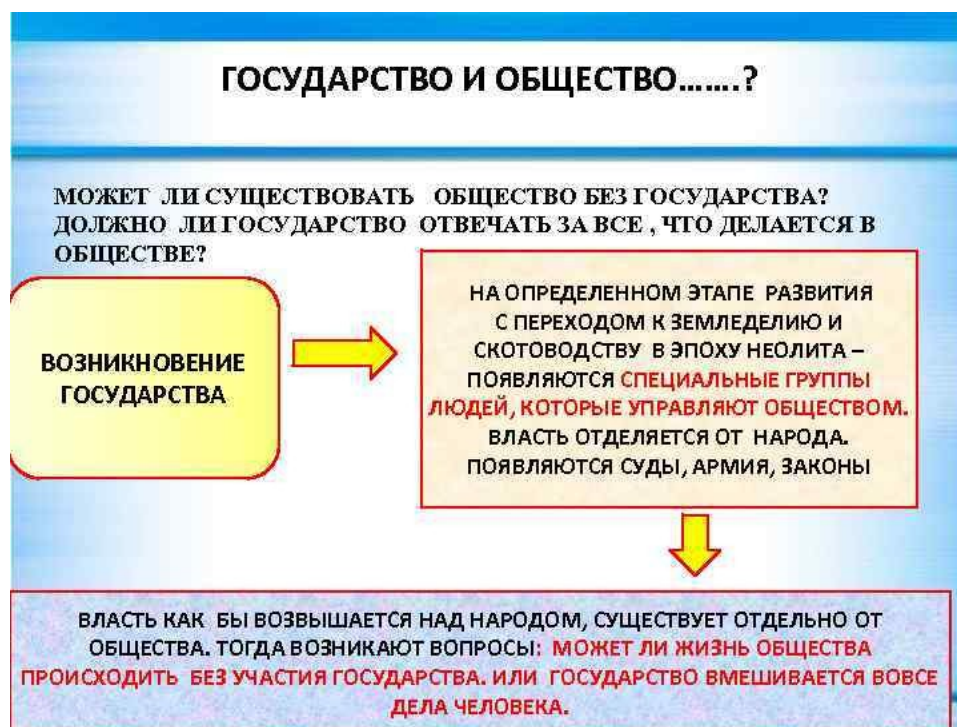 ГОСУДАРСТВО И ОБЩЕСТВО…….?
МОЖЕТ ЛИ СУЩЕСТВОВАТЬ ОБЩЕСТВО БЕЗ ГОСУДАРСТВА?
ДОЛЖНО ЛИ ГОСУДАРСТВО ОТВЕЧАТЬ ЗА ВСЕ , ЧТО ДЕЛАЕТСЯ В
ОБЩЕСТВЕ?
ВОЗНИКНОВЕНИЕ
ГОСУДАРСТВА
НА ОПРЕДЕЛЕННОМ ЭТАПЕ РАЗВИТИЯ
С ПЕРЕХОДОМ К ЗЕМЛЕДЕЛИЮ И
СКОТОВОДСТВУ В ЭПОХУ НЕОЛИТА –
ПОЯВЛЯЮТСЯ СПЕЦИАЛЬНЫЕ ГРУППЫ
ЛЮДЕЙ, КОТОРЫЕ УПРАВЛЯЮТ ОБЩЕСТВОМ.
ВЛАСТЬ ОТДЕЛЯЕТСЯ ОТ НАРОДА.
ПОЯВЛЯЮТСЯ СУДЫ, АРМИЯ, ЗАКОНЫ
ВЛАСТЬ КАК БЫ ВОЗВЫШАЕТСЯ НАД НАРОДОМ, СУЩЕСТВУЕТ ОТДЕЛЬНО ОТ
ОБЩЕСТВА. ТОГДА ВОЗНИКАЮТ ВОПРОСЫ: МОЖЕТ ЛИ ЖИЗНЬ ОБЩЕСТВА
ПРОИСХОДИТЬ БЕЗ УЧАСТИЯ ГОСУДАРСТВА. ИЛИ ГОСУДАРСТВО ВМЕШИВАЕТСЯ ВОВСЕ
ДЕЛА ЧЕЛОВЕКА.